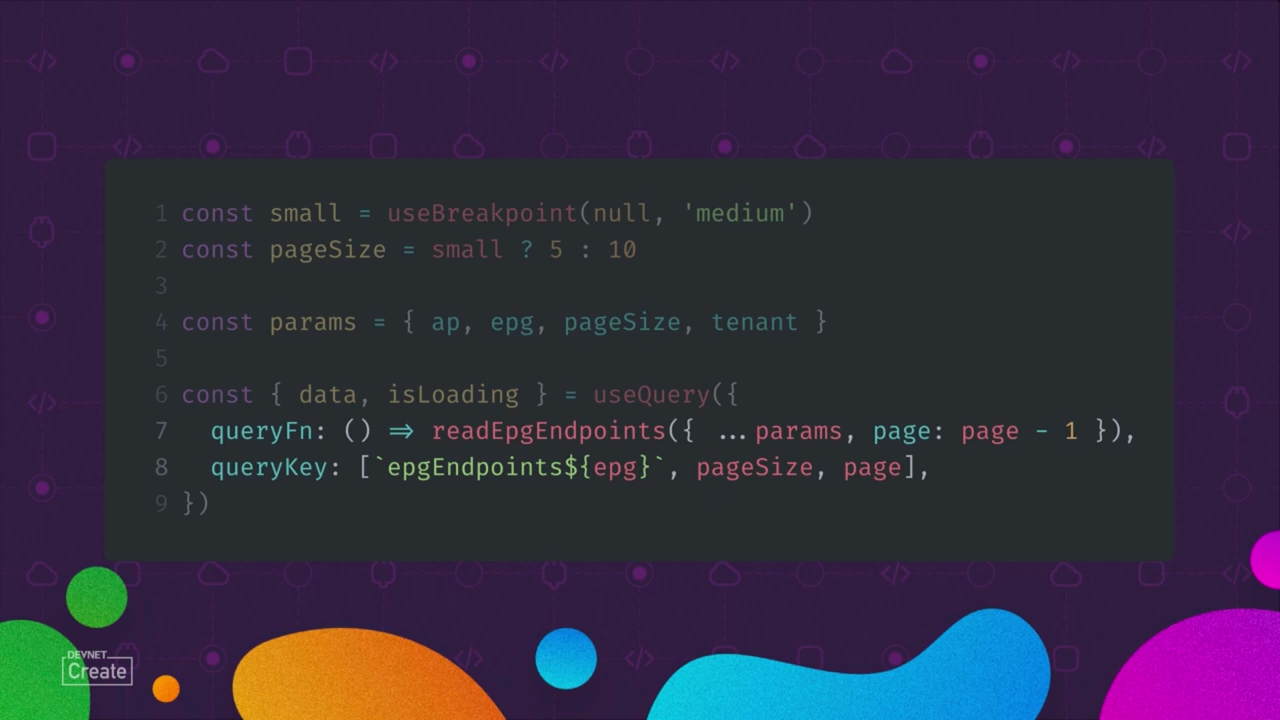 1 const small = useBreakpoint(null, 'medium')
2 const pageSize = small ? 5 : 10
3
4 const params = { ap, epg, pageSize, tenant }
5
6 const { data, isLoading } = useQuery({
7   queryFn: () => readEpgEndpoints({ ...params, page: page - 1 }),
8   queryKey: [`epgEndpoints${epg}`, pageSize, page],
9 })
DEVNET
Create